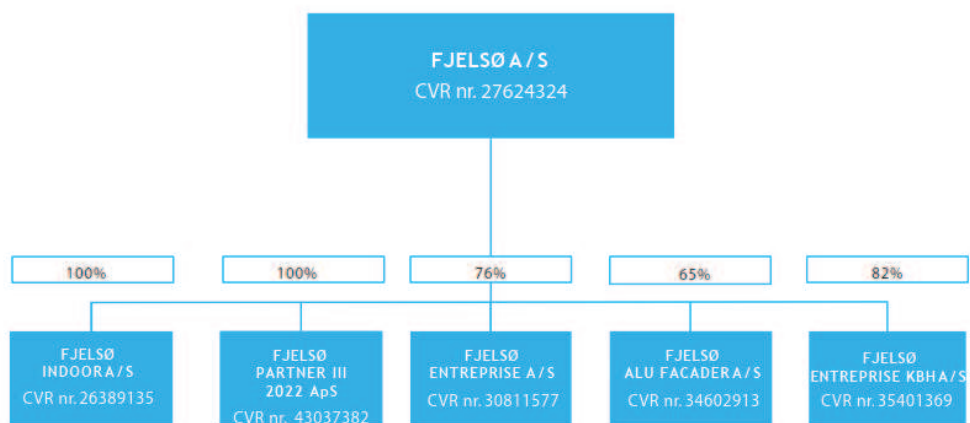 FJELSØ A/S
CVR nr. 27624324
100%
100%
76%
65%
82%
FJELSØ
INDOOR A/S
CVR nr. 26389135
FJELSØ
PARTNER III
2022 ApS
CVR nr. 43037382
FJELSØ
ENTREPRISE A/S
CVR nr. 30811577
FJELSØ
ALU FACADER A/S
CVR nr. 34602913
FJELSØ
ENTREPRISE KBH A/S
CVR nr. 35401369